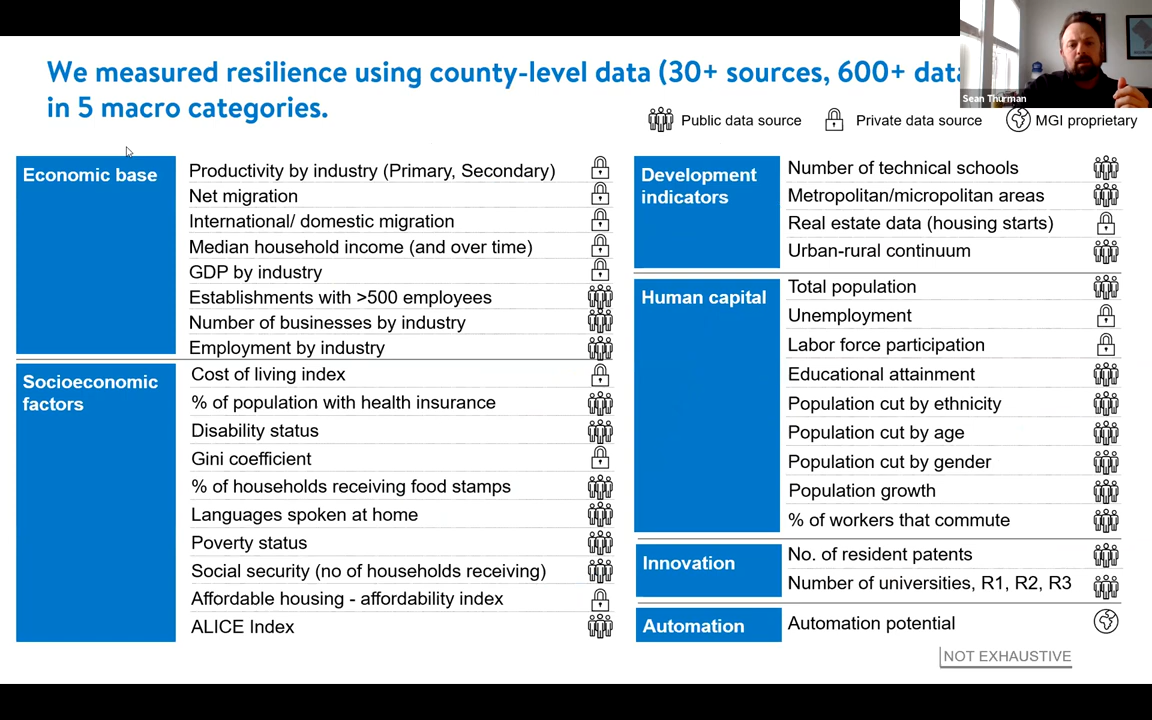 We measured resilience using county-level data (30+ sources, 600+ data
in 5 macro categories.
Sean Thurman
Public data source
Private data source
MGI proprietary
Economic base
Productivity by industry (Primary, Secondary)
Net migration
International/ domestic migration
Median household income (and over time)
GDP by industry
Establishments with >500 employees
Number of businesses by industry
Employment by industry
Socioeconomic
factors
Cost of living index
% of population with health insurance
Disability status
Gini coefficient
% of households receiving food stamps
Languages spoken at home
Poverty status
Social security (no of households receiving)
Affordable housing - affordability index
ALICE Index
Development
indicators
Number of technical schools
Metropolitan/micropolitan areas
Real estate data (housing starts)
Urban-rural continuum
Human capital
Total population
Unemployment
Labor force participation
Educational attainment
Population cut by ethnicity
Population cut by age
Population cut by gender
Population growth
% of workers that commute
Innovation
No. of resident patents
Number of universities, R1, R2, R3
Automation
Automation potential
NOT EXHAUSTIVE